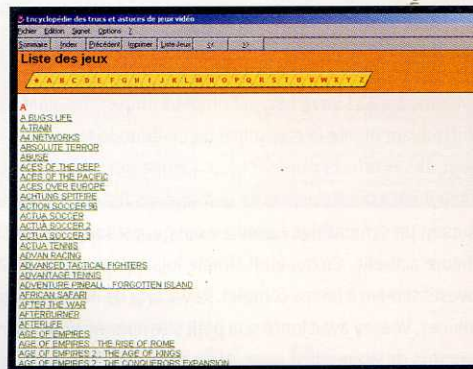 Encyclopédie des trucs et astuces de jeux vidéo
Fichier Edition Signet Options ?
Sommaire Index Précédent Imprimer Liste Jeux << >>
Liste des jeux
* A B C D E F G H I J K L M N O P Q R S T U V W X Y Z
A
A BUG'S LIFE
A-TRAIN
A4 NETWORKS
ABSOLUTE TERROR
ABUSE
ACES OF THE DEEP
ACES OF THE PACIFIC
ACES OVER EUROPE
ACHTUNG SPITFIRE
ACTION SOCCER 96
ACTUA SOCCER
ACTUA SOCCER 2
ACTUA SOCCER 3
ACTUA TENNIS
ADVAN RACING
ADVANCED TACTICAL FIGHTERS
ADVANTAGE TENNIS
ADVENTURE PINBALL : FORGOTTEN ISLAND
AFRICAN SAFARI
AFTER THE WAR
AFTERBURNER
AFTERLIFE
AGE OF EMPIRES
AGE OF EMPIRES : THE RISE OF ROME
AGE OF EMPIRES 2 : THE AGE OF KINGS
AGE OF EMPIRES 2 : THE CONQUERORS EXPANSION